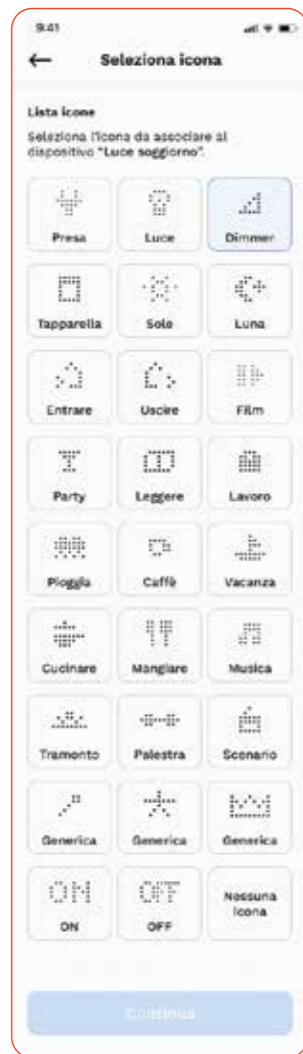 9:41
Seleziona icona
Lista icone
Seleziona l'icona da associare al
dispositivo "Luce soggiorno".
Presa Luce Dimmer
Tapparella Sole Luna
Entrare Uscire Film
Party Leggere Lavoro
Pioggia Caffè Vacanza
Cucinare Mangiare Musica
Tramonto Palestra Scenario
Generica Generica Generica
ON OFF
ON OFF Nessuna
icona
Continua